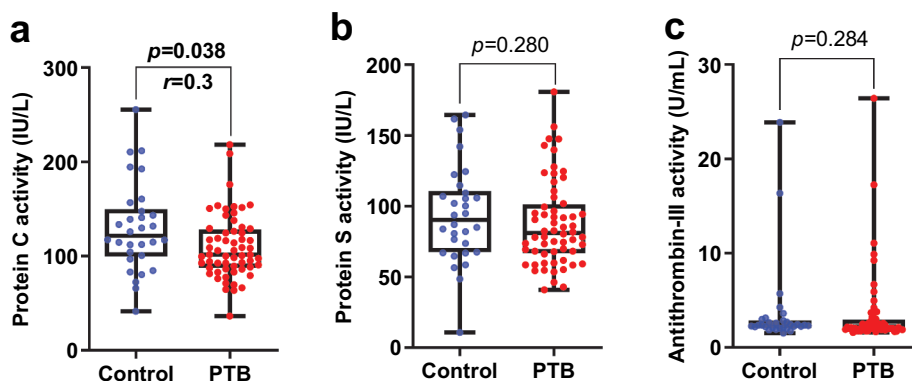 a
p=0.038
r=0.3
Protein C activity (IU/L)
300
200
100
0
Control PTB
b
p=0.280
Protein S activity (IU/L)
200
150
100
50
0
Control PTB
c
p=0.284
Antithrombin-III activity (U/mL)
30
20
10
0
Control PTB